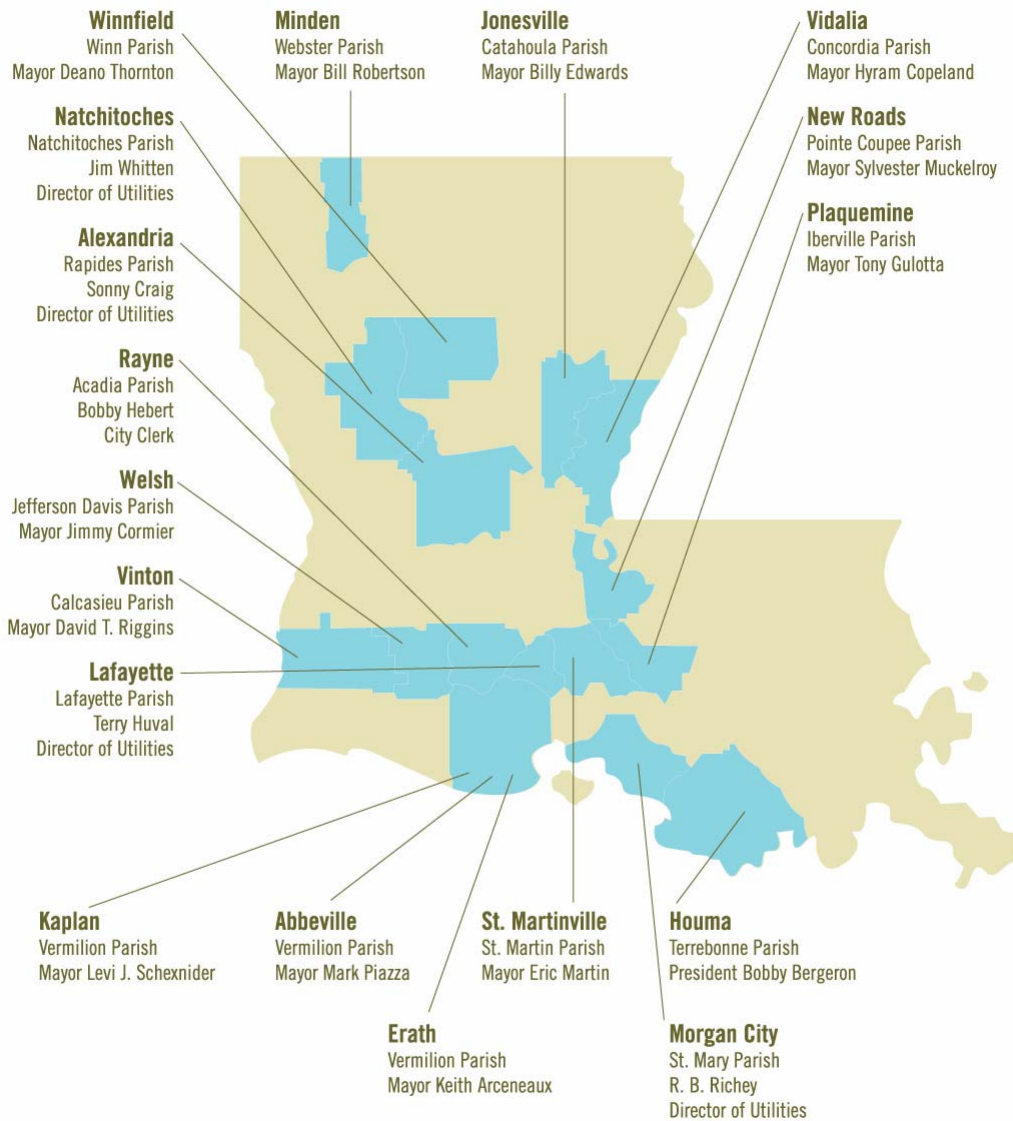 Winnfield
Winn Parish
Mayor Deano Thornton
Minden
Webster Parish
Mayor Bill Robertson
Jonesville
Catahoula Parish
Mayor Billy Edwards
Vidalia
Concordia Parish
Mayor Hyram Copeland
Natchitoches
Natchitoches Parish
Jim Whitten
Director of Utilities
New Roads
Pointe Coupee Parish
Mayor Sylvester Muckelroy
Alexandria
Rapides Parish
Sonny Craig
Director of Utilities
Plaquemine
Iberville Parish
Mayor Tony Gulotta
Rayne
Acadia Parish
Bobby Hebert
City Clerk
Welsh
Jefferson Davis Parish
Mayor Jimmy Cormier
Vinton
Calcasieu Parish
Mayor David T. Riggins
Lafayette
Lafayette Parish
Terry Huval
Director of Utilities
Kaplan
Vermilion Parish
Mayor Levi J. Schexnider
Abbeville
Vermilion Parish
Mayor Mark Piazza
St. Martinville
St. Martin Parish
Mayor Eric Martin
Houma
Terrebonne Parish
President Bobby Bergeron
Erath
Vermilion Parish
Mayor Keith Arceneaux
Morgan City
St. Mary Parish
R. B. Richey
Director of Utilities